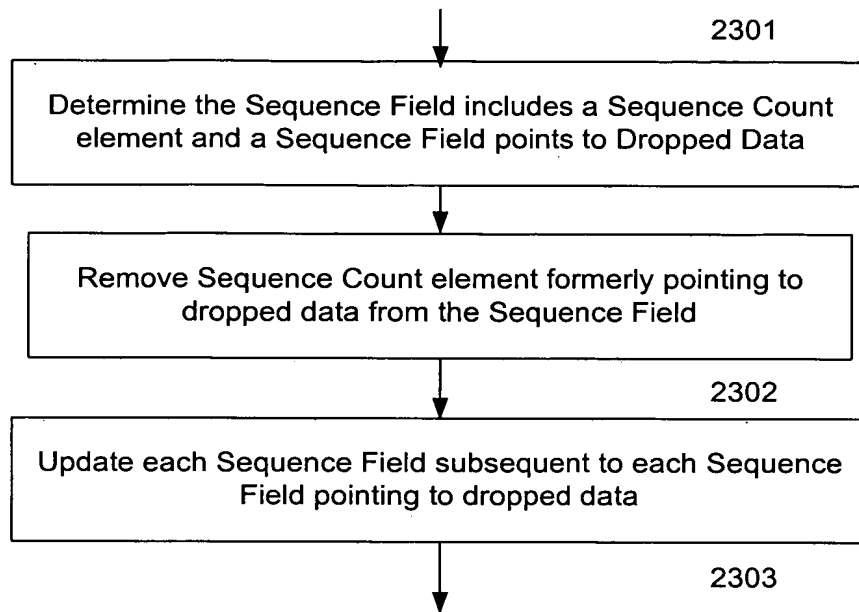 2301
Determine the Sequence Field includes a Sequence Count
element and a Sequence Field points to Dropped Data
Remove Sequence Count element formerly pointing to
dropped data from the Sequence Field
2302
Update each Sequence Field subsequent to each Sequence
Field pointing to dropped data
2303